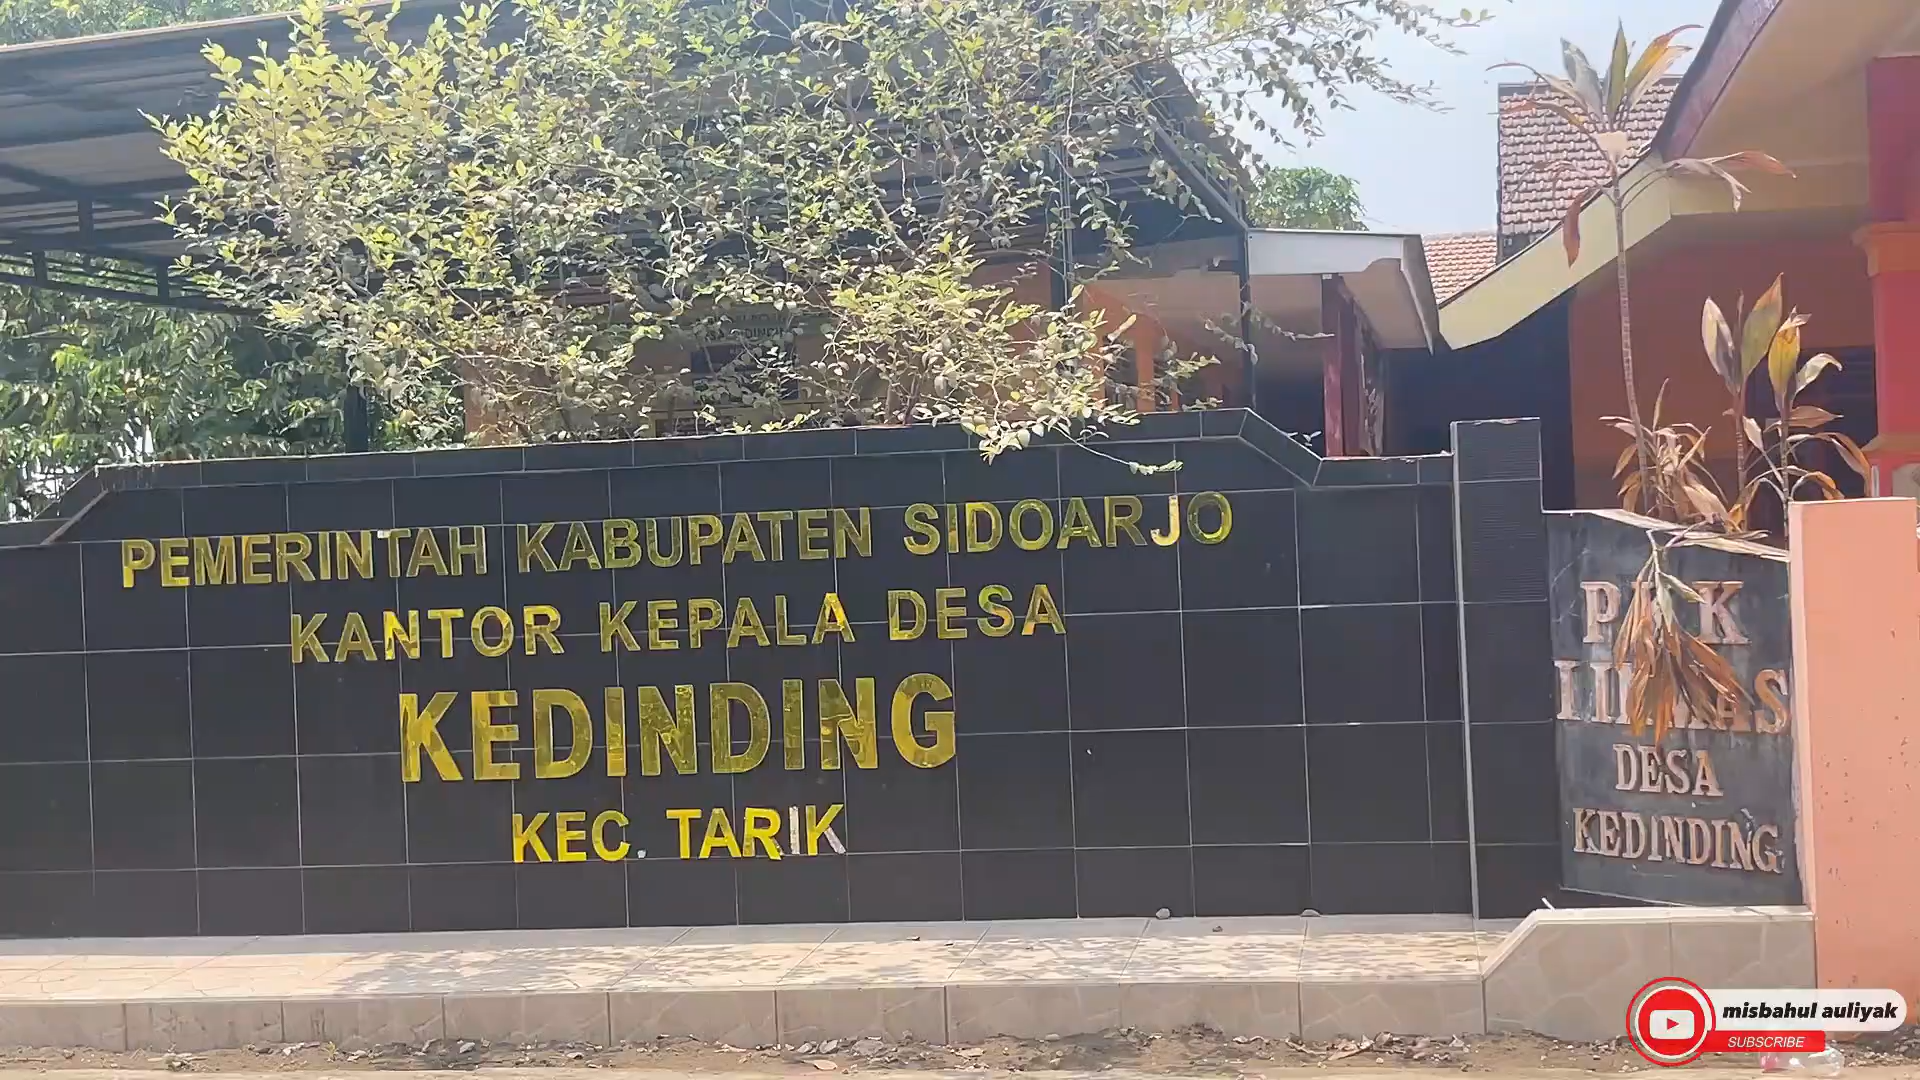 PEMERINTAH KABUPATEN SIDOARJO
KANTOR KEPALA DESA
KEDINDING
KEC. TARIK
DESA
KEDINDING
misbahul auliyak
SUBSCRIBE